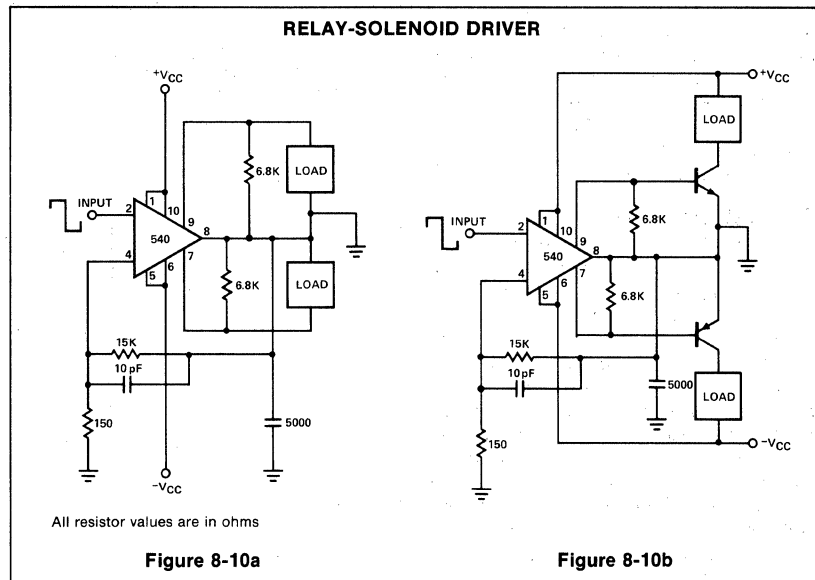 RELAY-SOLENOID DRIVER
+VCC
INPUT
2
1
10
9
540
8
4
5
6
7
6.8K
6.8K
LOAD
LOAD
15K
10 pF
150
5000
−VCC
All resistor values are in ohms
Figure 8-10a
+VCC
LOAD
INPUT
2
1
10
9
540
8
4
5
6
7
6.8K
6.8K
15K
10 pF
150
5000
LOAD
−VCC
Figure 8-10b